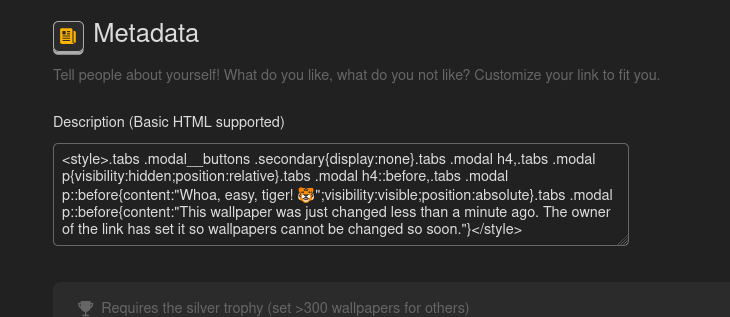 Metadata
Tell people about yourself! What do you like, what do you not like? Customize your link to fit you.
Description (Basic HTML supported)
<style>.tabs .modal__buttons .secondary{display:none}.tabs .modal h4,.tabs .modal
p{visibility:hidden;position:relative}.tabs .modal h4::before,.tabs .modal
p::before{content:"Whoa, easy, tiger! 🐯";visibility:visible;position:absolute}.tabs .modal
p::before{content:"This wallpaper was just changed less than a minute ago. The owner
of the link has set it so wallpapers cannot be changed so soon."}</style>
Requires the silver trophy (set >300 wallpapers for others)